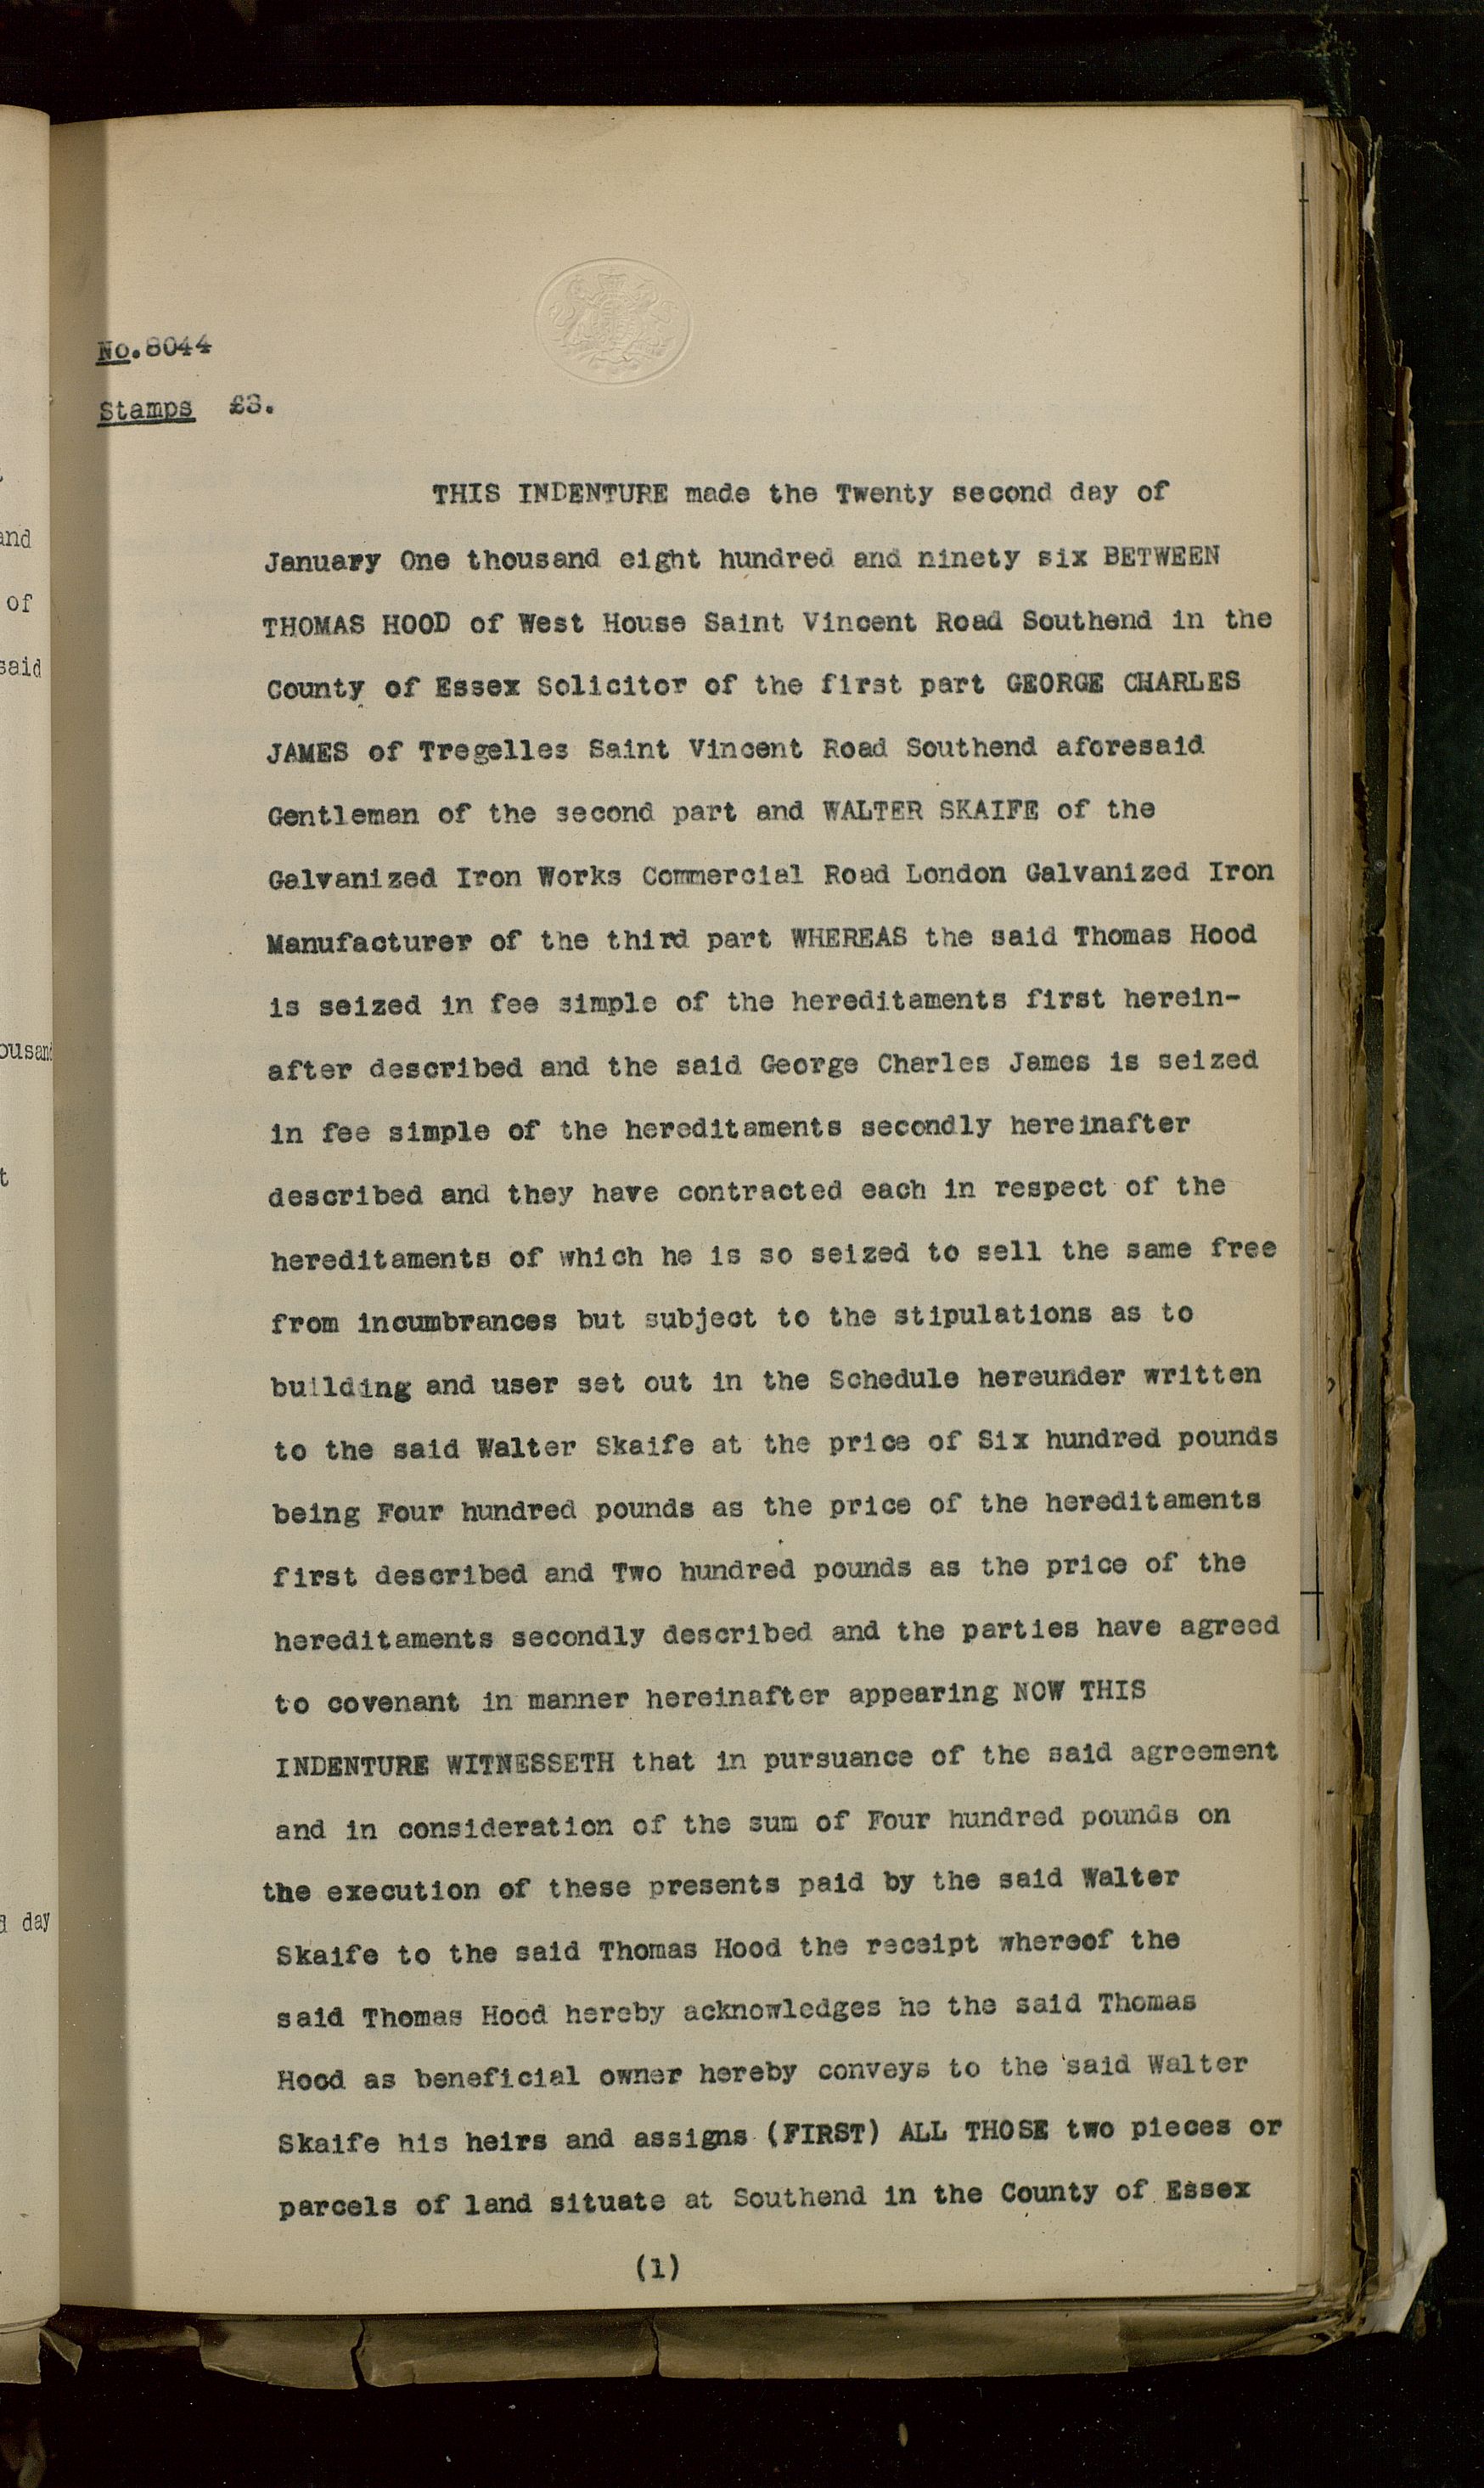 and
of
said
ousand
t
d day
No.8044
Stamps £3.
THIS INDENTURE made the Twenty second day of
January One thousand eight hundred and ninety six BETWEEN
THOMAS HOOD of West House Saint Vincent Road Southend in the
County of Essex Solicitor of the first part GEORGE CHARLES
JAMES of Tregelles Saint Vincent Road Southend aforesaid
Gentleman of the second part and WALTER SKAIFE of the
Galvanized Iron Works Commercial Road London Galvanized Iron
Manufacturer of the third part WHEREAS the said Thomas Hood
is seized in fee simple of the hereditaments first herein-
after described and the said George Charles James is seized
in fee simple of the hereditaments secondly hereinafter
described and they have contracted each in respect of the
hereditaments of which he is so seized to sell the same free
from incumbrances but subject to the stipulations as to
building and user set out in the Schedule hereunder written
to the said Walter Skaife at the price of Six hundred pounds
being Four hundred pounds as the price of the hereditaments
first described and Two hundred pounds as the price of the
hereditaments secondly described and the parties have agreed
to covenant in manner hereinafter appearing NOW THIS
INDENTURE WITNESSETH that in pursuance of the said agreement
and in consideration of the sum of Four hundred pounds on
the execution of these presents paid by the said Walter
Skaife to the said Thomas Hood the receipt whereof the
said Thomas Hood hereby acknowledges he the said Thomas
Hood as beneficial owner hereby conveys to the said Walter
Skaife his heirs and assigns (FIRST) ALL THOSE two pieces or
parcels of land situate at Southend in the County of Essex
(1)